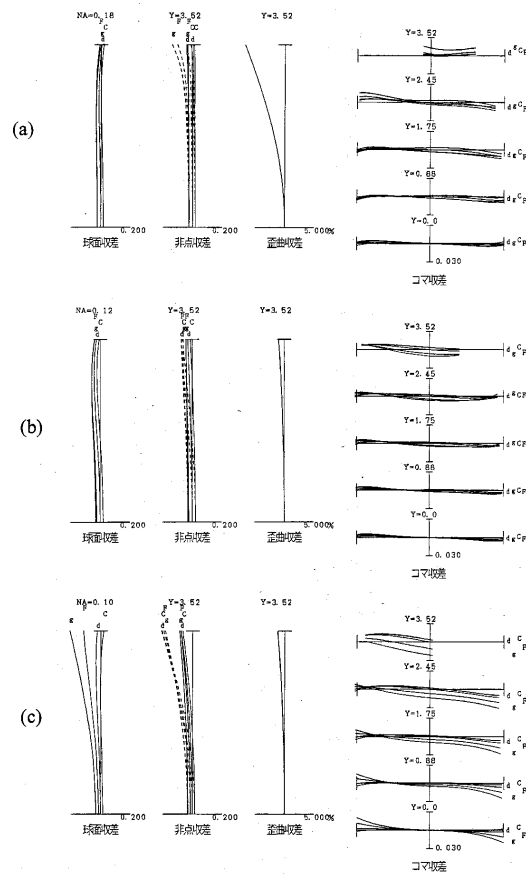 (a)
NA=0.18
F
C
g
d
0.200
球面収差
Y=3.52
F
g
F
CC
g
d
d
0.200
非点収差
Y=3.52
5.000%
歪曲収差
Y=3.52
d g C F
Y=2.45
d g C F
Y=1.75
d g C F
Y=0.88
d g C F
Y=0.0
d g C F
0.030
コマ収差
(b)
NA=0.12
F
C
g
d
0.200
球面収差
Y=3.52
0.200
非点収差
Y=3.52
5.000%
歪曲収差
Y=3.52
d g C F
Y=2.45
d g C F
Y=1.75
d g C F
Y=0.88
d g C F
Y=0.0
d g C F
0.030
コマ収差
(c)
NA=0.10
F
C
g
d
0.200
球面収差
Y=3.52
0.200
非点収差
Y=3.52
5.000%
歪曲収差
Y=3.52
d C F
g
Y=2.45
d C F
g
Y=1.75
d C F
g
Y=0.88
d C F
g
Y=0.0
d C F
g
0.030
コマ収差